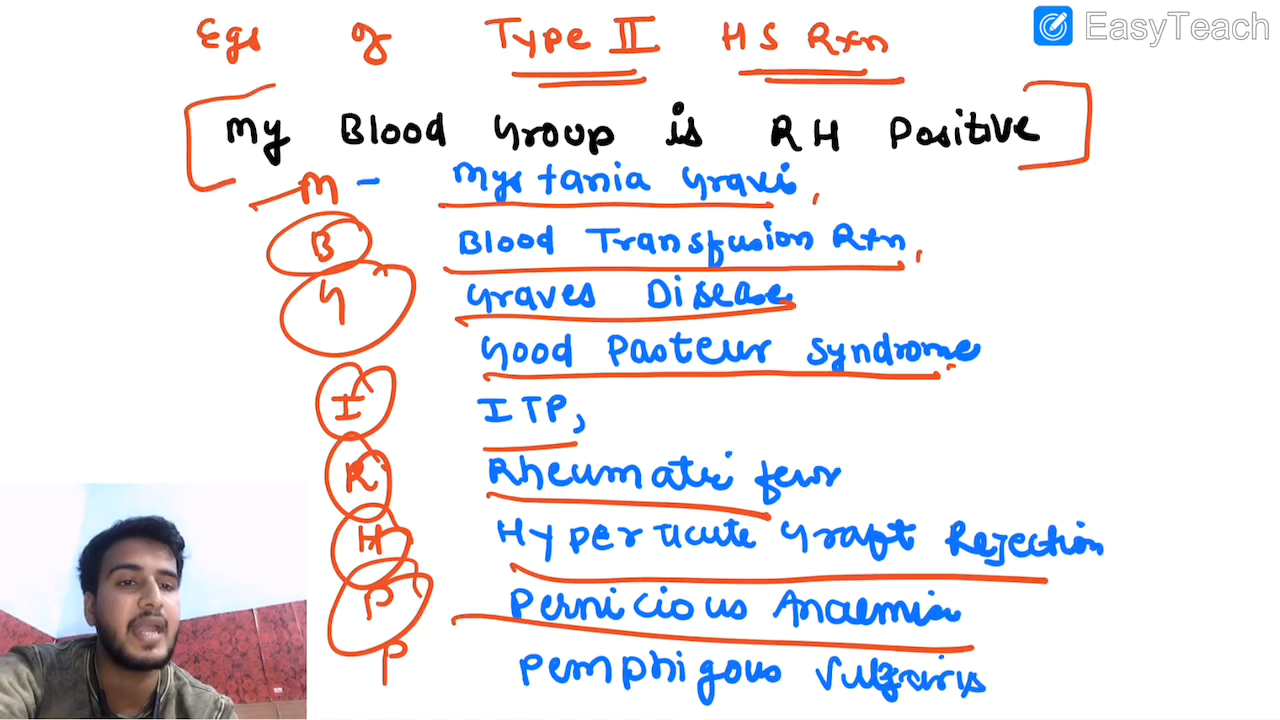 Egs of Type II HS Rxn
EasyTeach
My Blood Group is RH Positive
M - Mystania Gravis,
B Blood Transfusion Rxn,
G Graves Disease
Good Pasteur Syndrome
I ITP,
R Rheumatic fever
H Hyperacute Graft Rejection
P Pernicious Anaemia
P Pemphigous Vulgaris